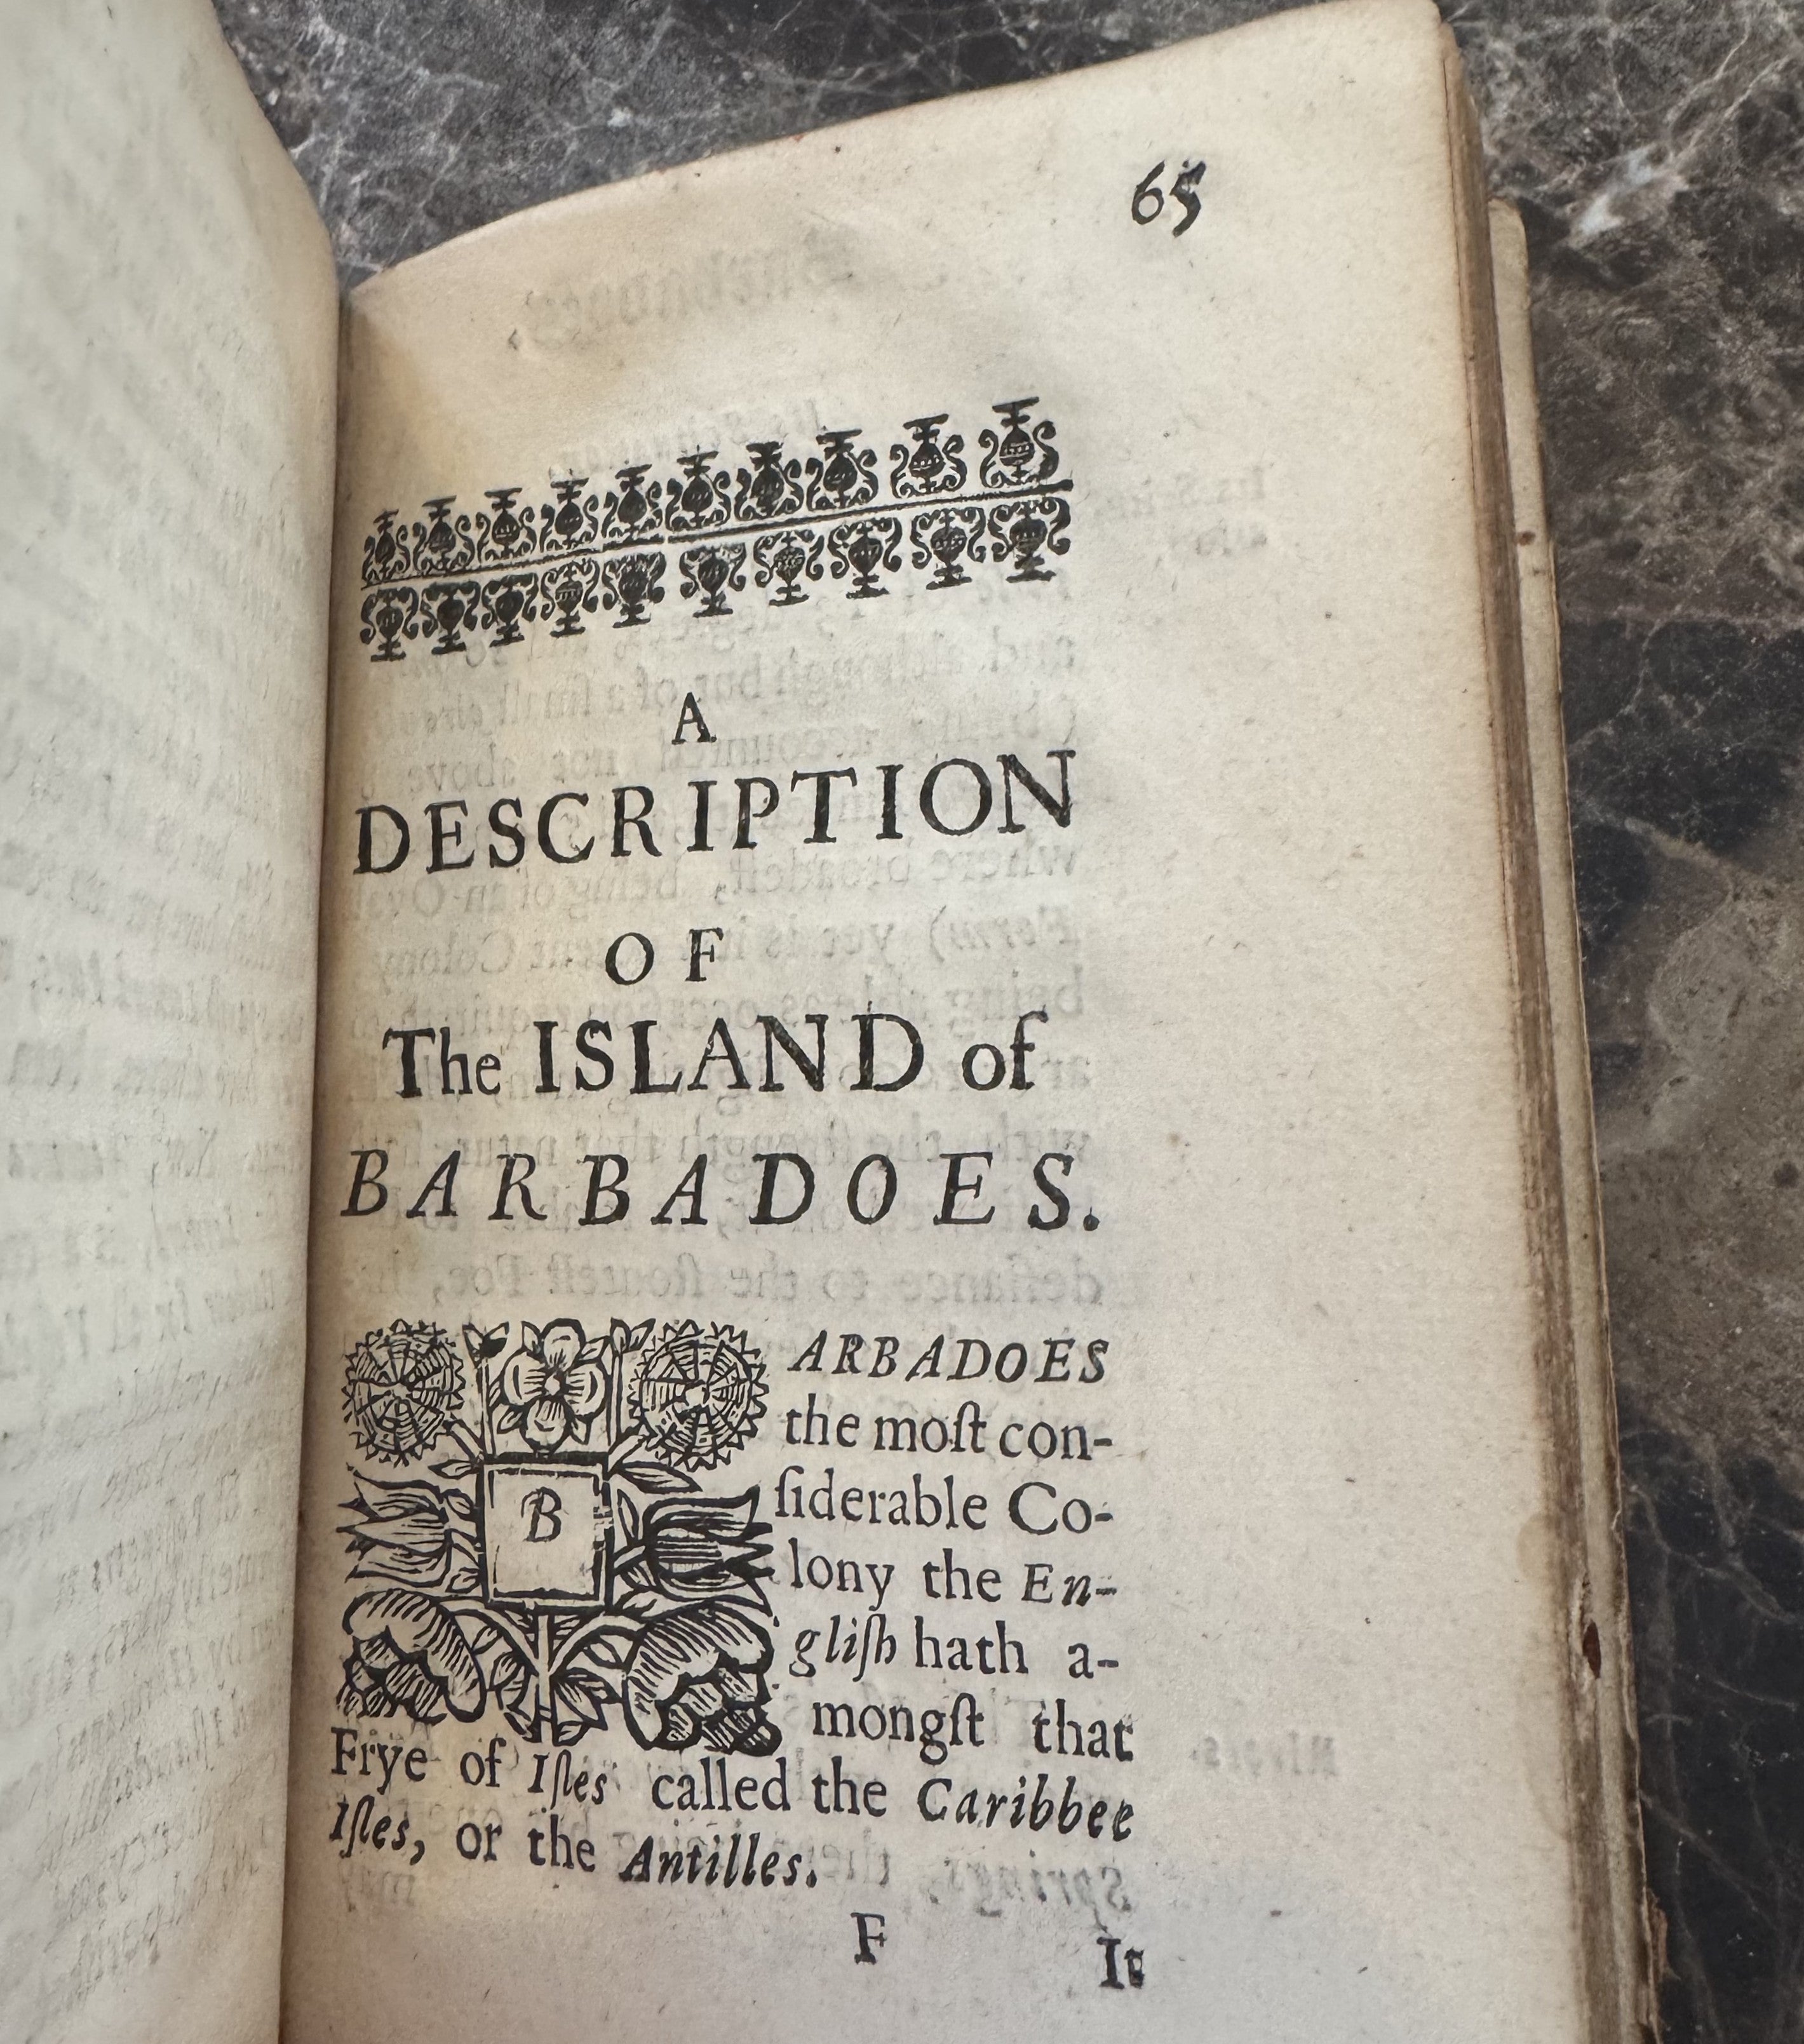 65
A
DESCRIPTION
OF
The ISLAND of
BARBADOES.
BARBADOES
the moſt con-
ſiderable Co-
lony the En-
gliſh hath a-
mongſt that
Frye of Iſles called the Caribbee
Iſles, or the Antilles.
F It